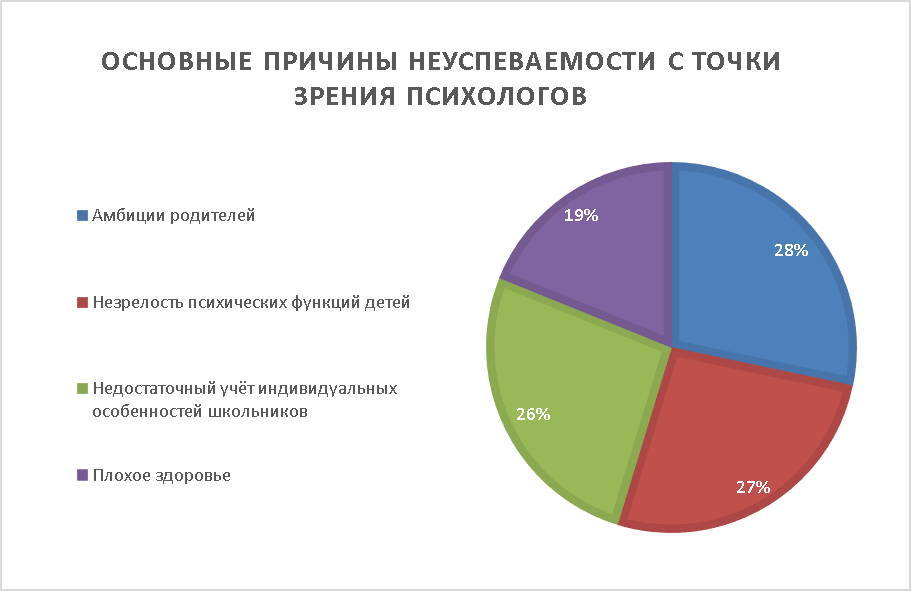 ОСНОВНЫЕ ПРИЧИНЫ НЕУСПЕВАЕМОСТИ С ТОЧКИ
ЗРЕНИЯ ПСИХОЛОГОВ
Амбиции родителей
Незрелость психических функций детей
Недостаточный учёт индивидуальных
особенностей школьников
Плохое здоровье
19%
28%
26%
27%